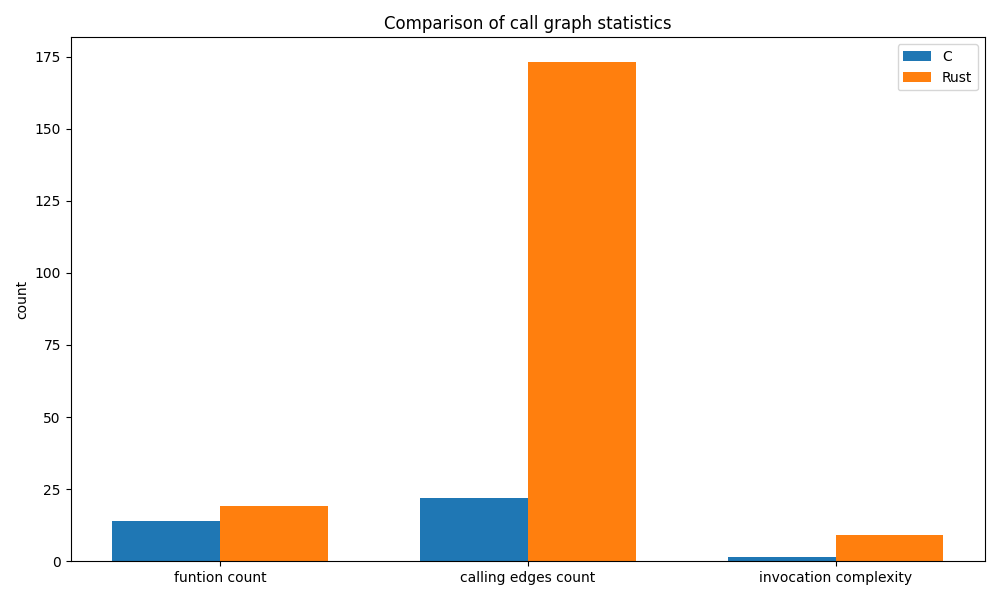 Comparison of call graph statistics
C
Rust
175
150
125
100
75
50
25
0
count
funtion count
calling edges count
invocation complexity